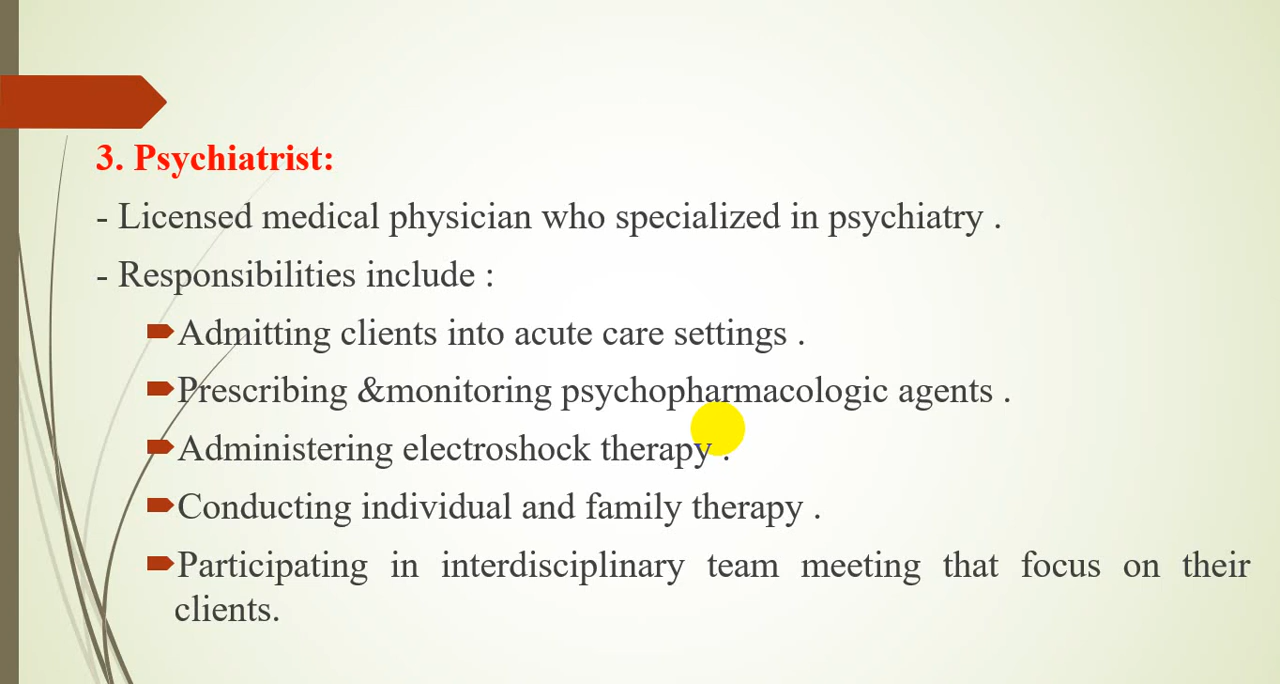 3. Psychiatrist:
- Licensed medical physician who specialized in psychiatry .
- Responsibilities include :
Admitting clients into acute care settings .
Prescribing &monitoring psychopharmacologic agents .
Administering electroshock therapy .
Conducting individual and family therapy .
Participating in interdisciplinary team meeting that focus on their
clients.